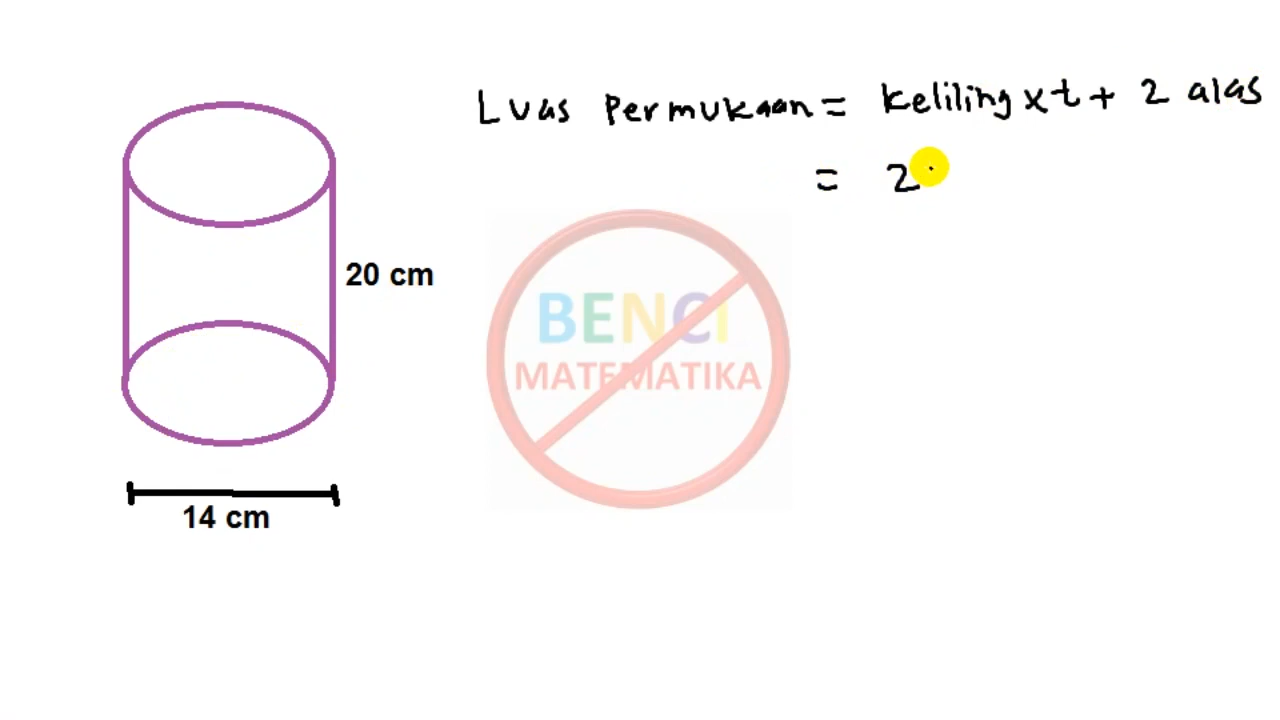 Luas Permukaan = Keliling x t + 2 alas
= 2
20 cm
BENCI
MATEMATIKA
14 cm